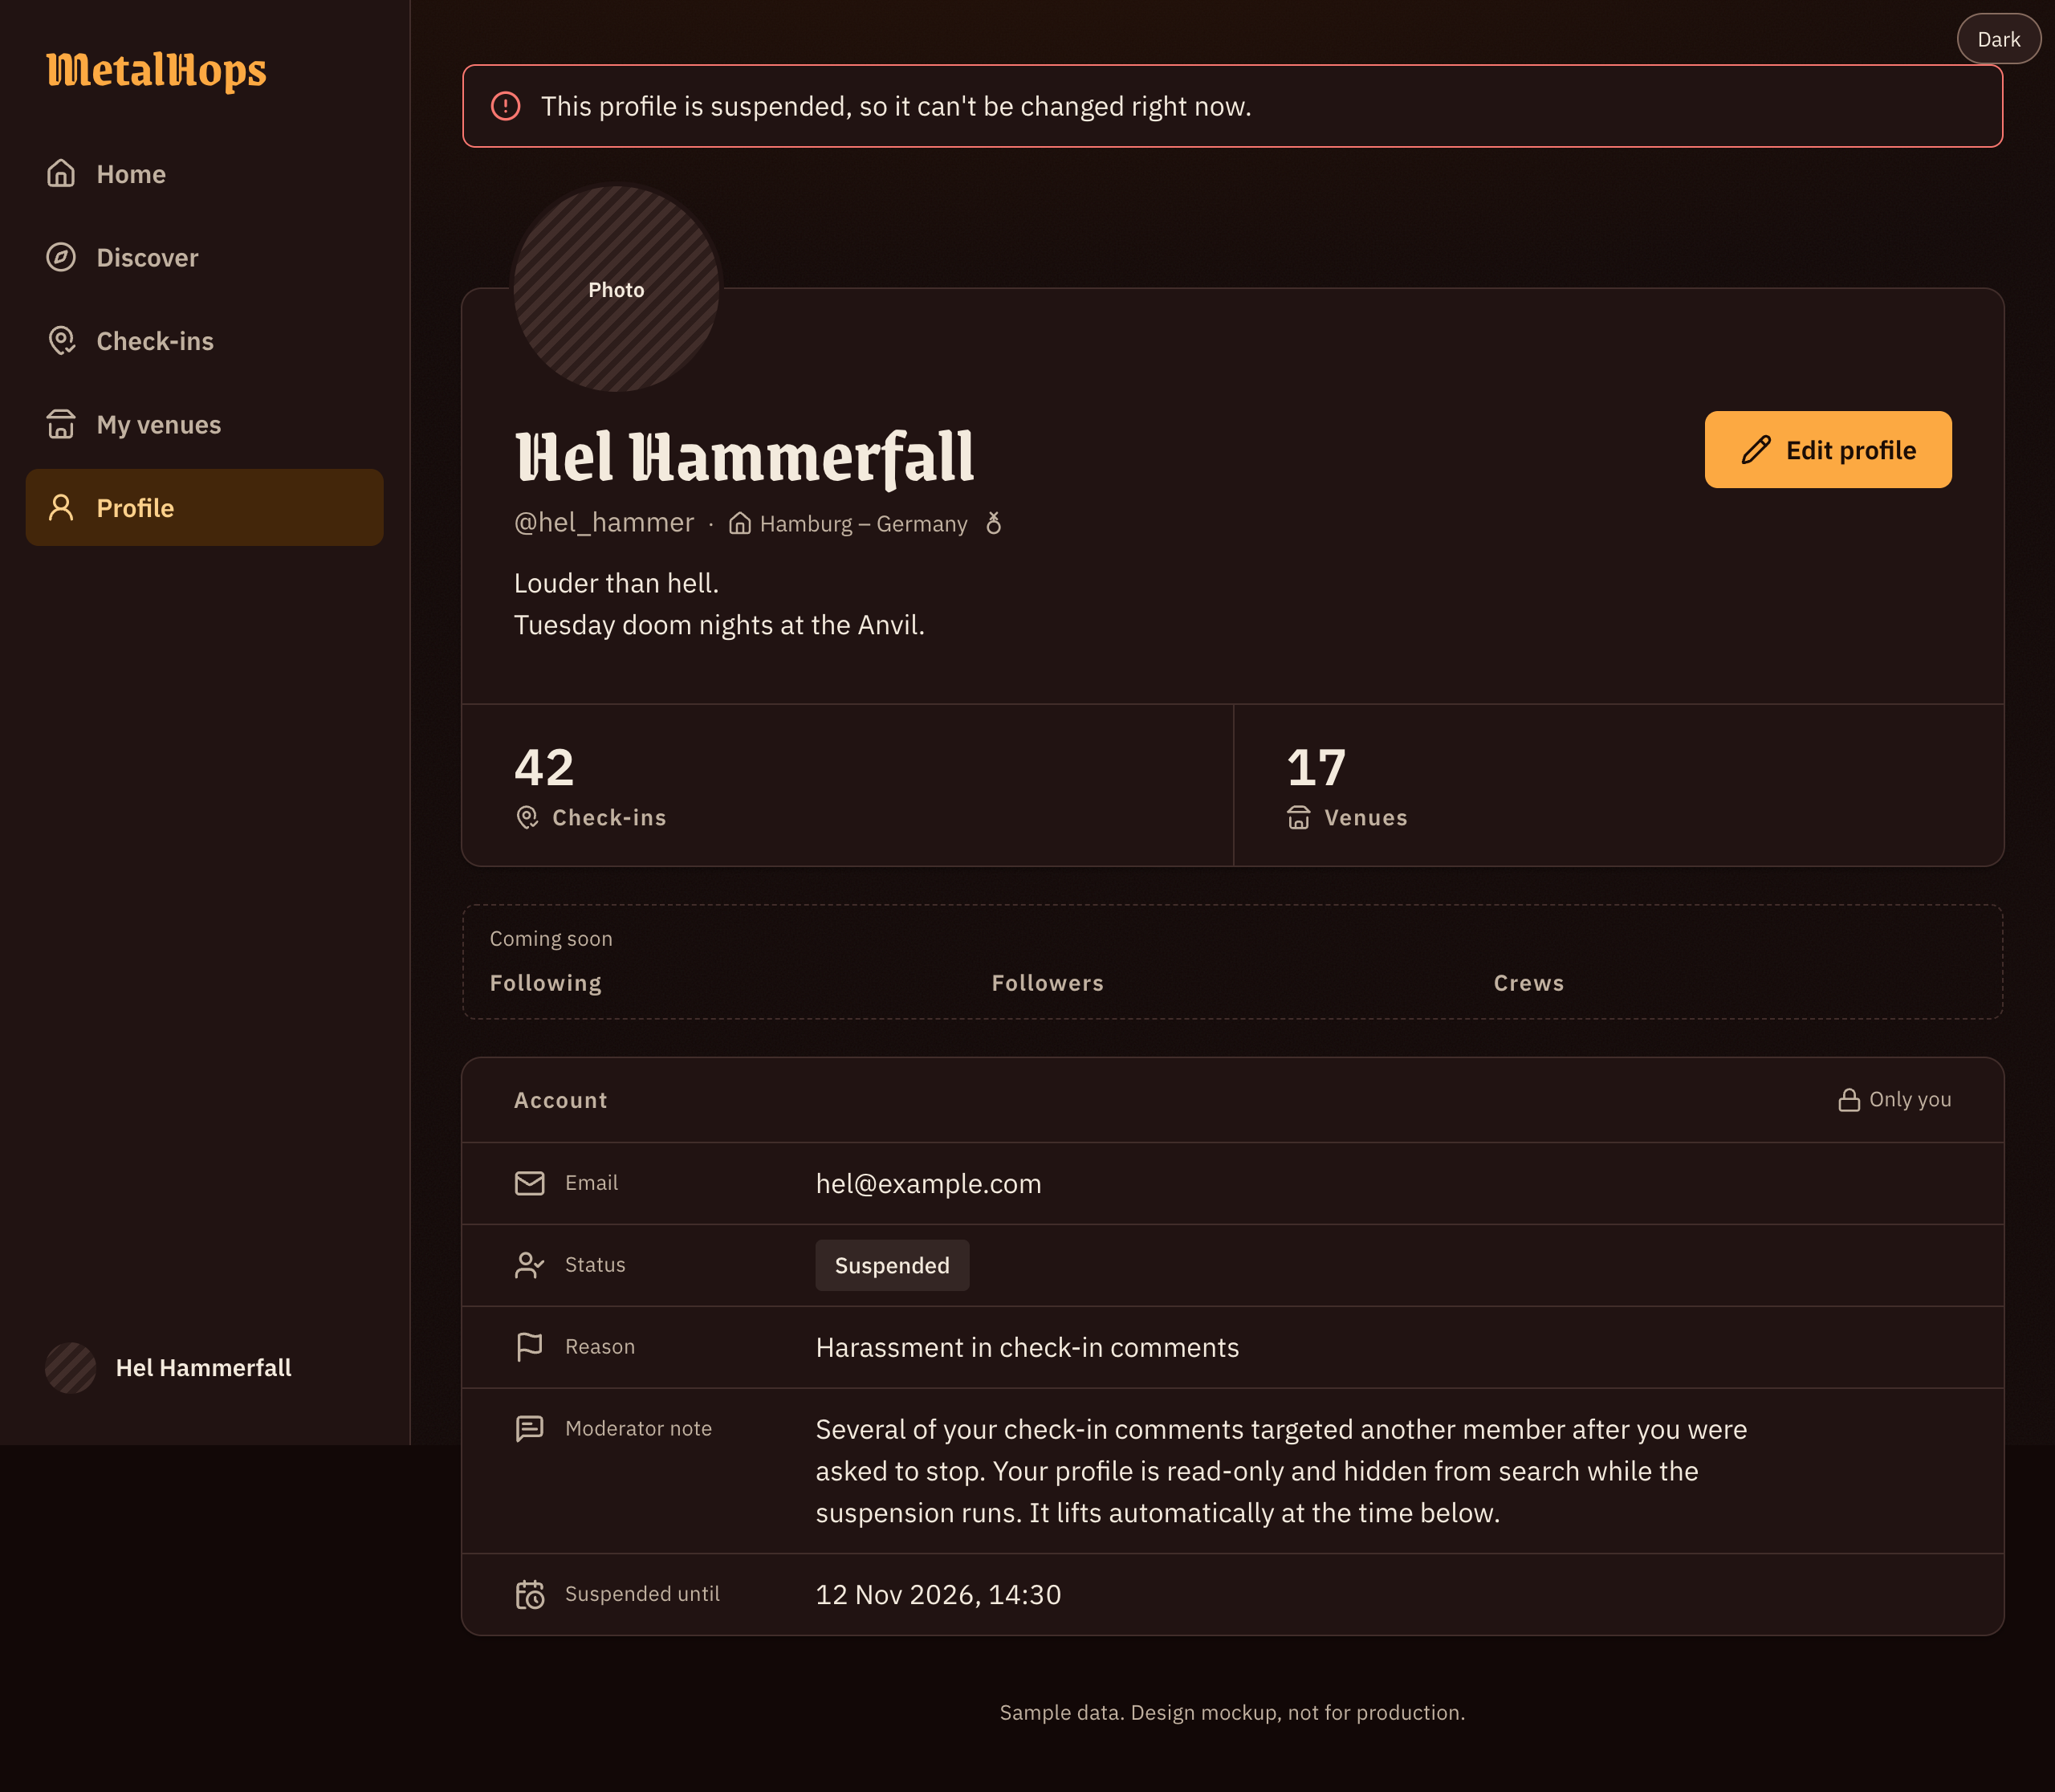 MetalHops
Home
Discover
Check-ins
My venues
Profile
Hel Hammerfall
Dark
This profile is suspended, so it can't be changed right now.
Photo
Hel Hammerfall
Edit profile
@hel_hammer · Hamburg – Germany
Louder than hell.
Tuesday doom nights at the Anvil.
42
Check-ins
17
Venues
Coming soon
Following
Followers
Crews
Account
Only you
Email
hel@example.com
Status
Suspended
Reason
Harassment in check-in comments
Moderator note
Several of your check-in comments targeted another member after you were
asked to stop. Your profile is read-only and hidden from search while the
suspension runs. It lifts automatically at the time below.
Suspended until
12 Nov 2026, 14:30
Sample data. Design mockup, not for production.